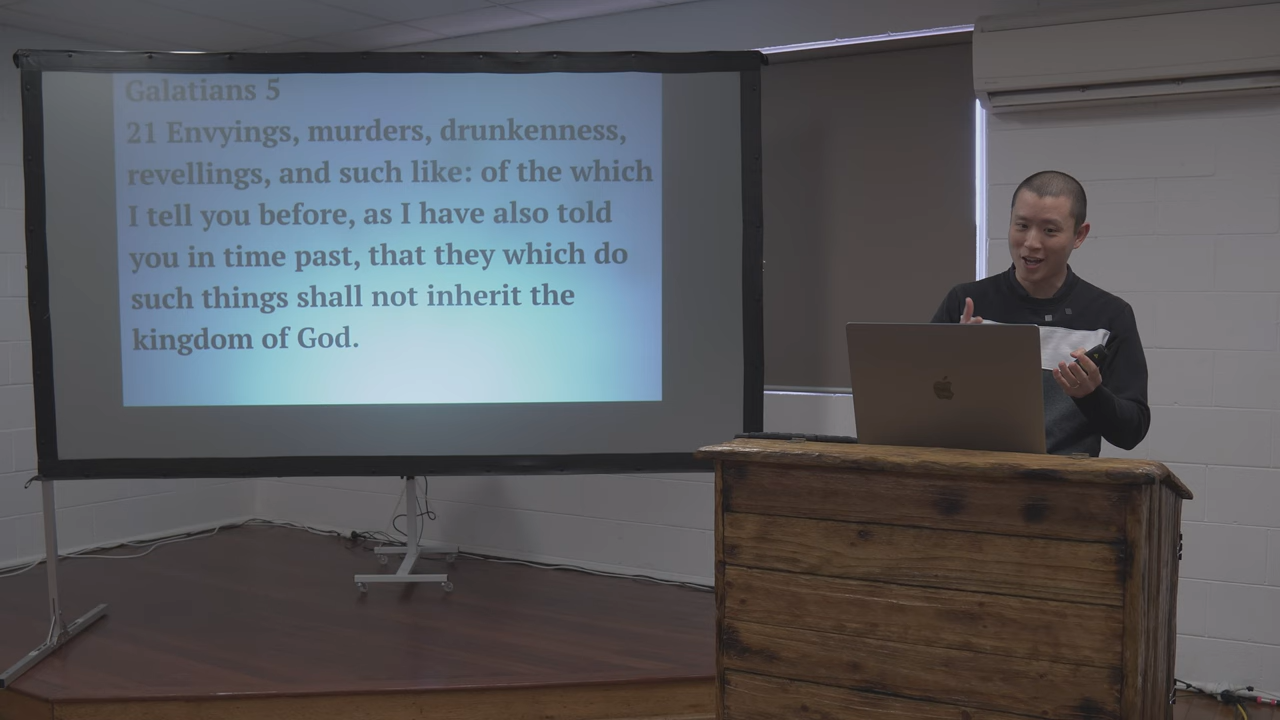 Galatians 5
21 Envyings, murders, drunkenness,
revellings, and such like: of the which
I tell you before, as I have also told
you in time past, that they which do
such things shall not inherit the
kingdom of God.